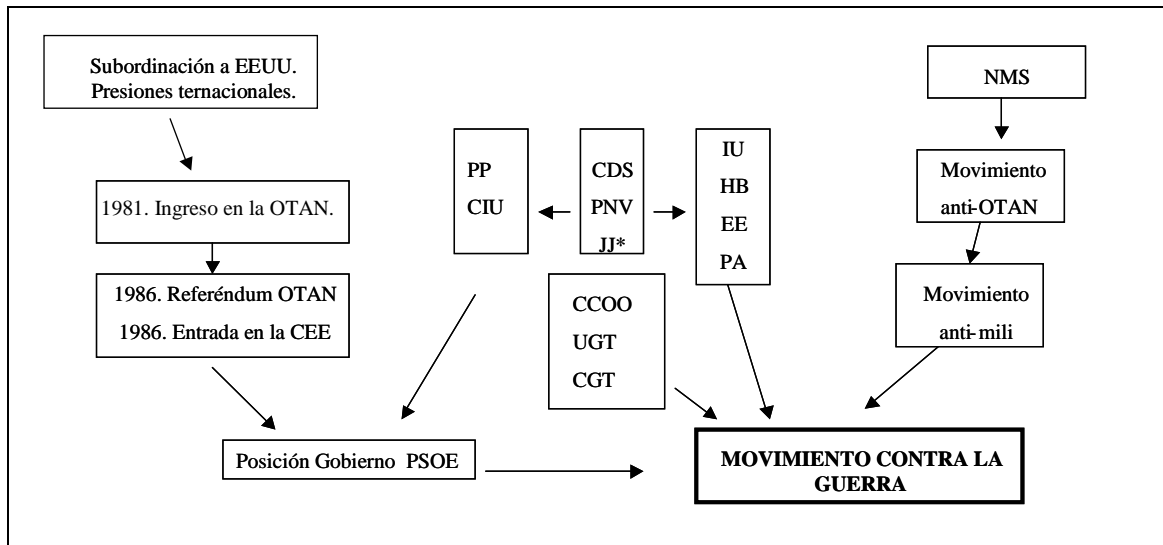 Subordinación a EEUU.
Presiones ternacionales.
1981. Ingreso en la OTAN.
1986. Referéndum OTAN
1986. Entrada en la CEE
PP
CIU
CDS
PNV
JJ*
IU
HB
EE
PA
CCOO
UGT
CGT
NMS
Movimiento
anti-OTAN
Movimiento
anti-mili
Posición Gobierno PSOE
MOVIMIENTO CONTRA LA
GUERRA